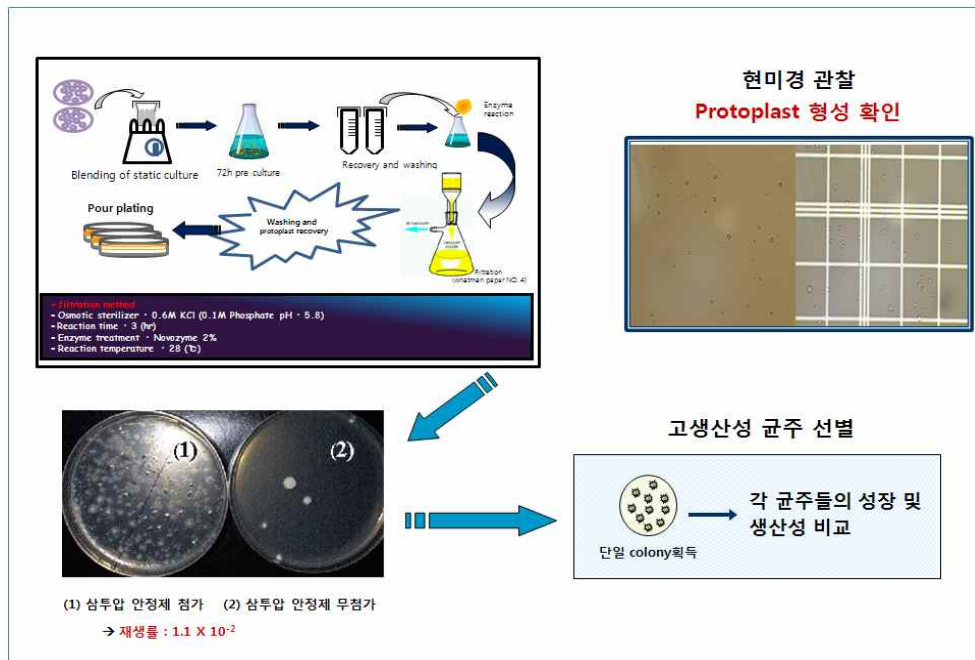 Enzyme
reaction
Blending of static culture
72h pre culture
Recovery and washing
Pour plating
Washing and
protoplast recovery
Filtration
(whatman paper NO. 4)
- Filtration method
- Osmotic sterilizer · 0.6M KCl (0.1M Phosphate pH · 5.8)
- Reaction time · 3 (hr)
- Enzyme treatment · Novozyme 2%
- Reaction temperature · 28 (℃)
현미경 관찰
Protoplast 형성 확인
(1)
(2)
(1) 삼투압 안정제 첨가 (2) 삼투압 안정제 무첨가
→ 재생률 : 1.1 X 10⁻²
고생산성 균주 선별
단일 colony획득
각 균주들의 성장 및
생산성 비교